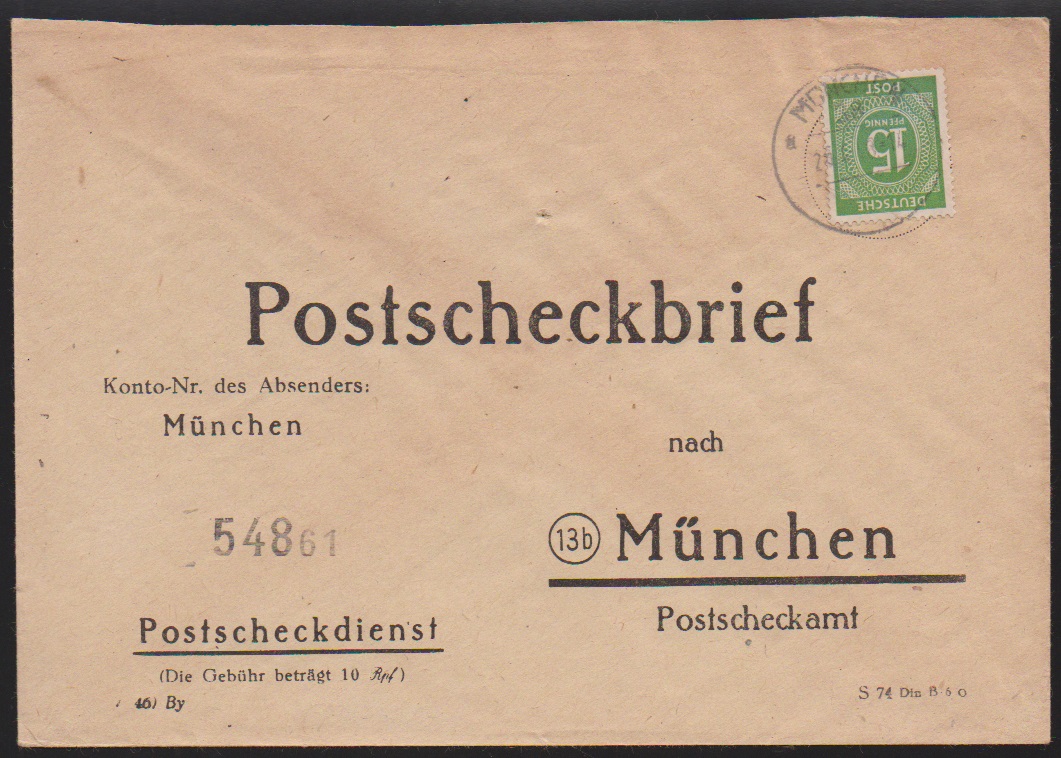 MÜNCHEN
DEUTSCHE
15
PFENNIG
POST
Postscheckbrief
Konto-Nr. des Absenders:
München
nach
54861
13b München
Postscheckamt
Postscheckdienst
(Die Gebühr beträgt 10 Rpf)
46) By
S 74 Din B 6 o